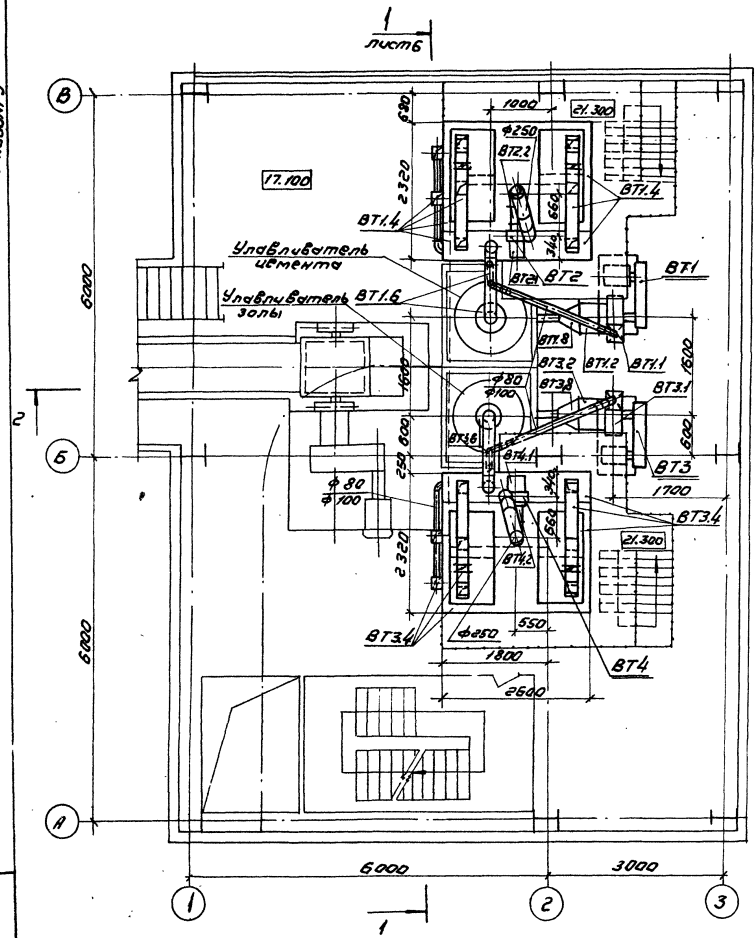 1
лист 6
В
1000
21.300
680
ф250
ВТ2.2
17.100
2320
660
ВТ1.4
ВТ1.4
340
Улавливатель
цемента
ВТ2.1
ВТ2
ВТ1
6000
Улавливатель
золы
ВТ1.6
ВТ1.8
ВТ1.2
ВТ1.1
1600
ВТ3.2
1600
ф80
ф100
ВТ3.8
ВТ3.1
2
600
ВТ3.6
600
Б
250
ВТ4.1
ВТ3
ф80
ф100
340
1700
ВТ3.4
660
21.300
2320
ВТ4.2
ВТ3.4
ф250
550
ВТ4
1800
2600
6000
А
6000
3000
1
2
3
1